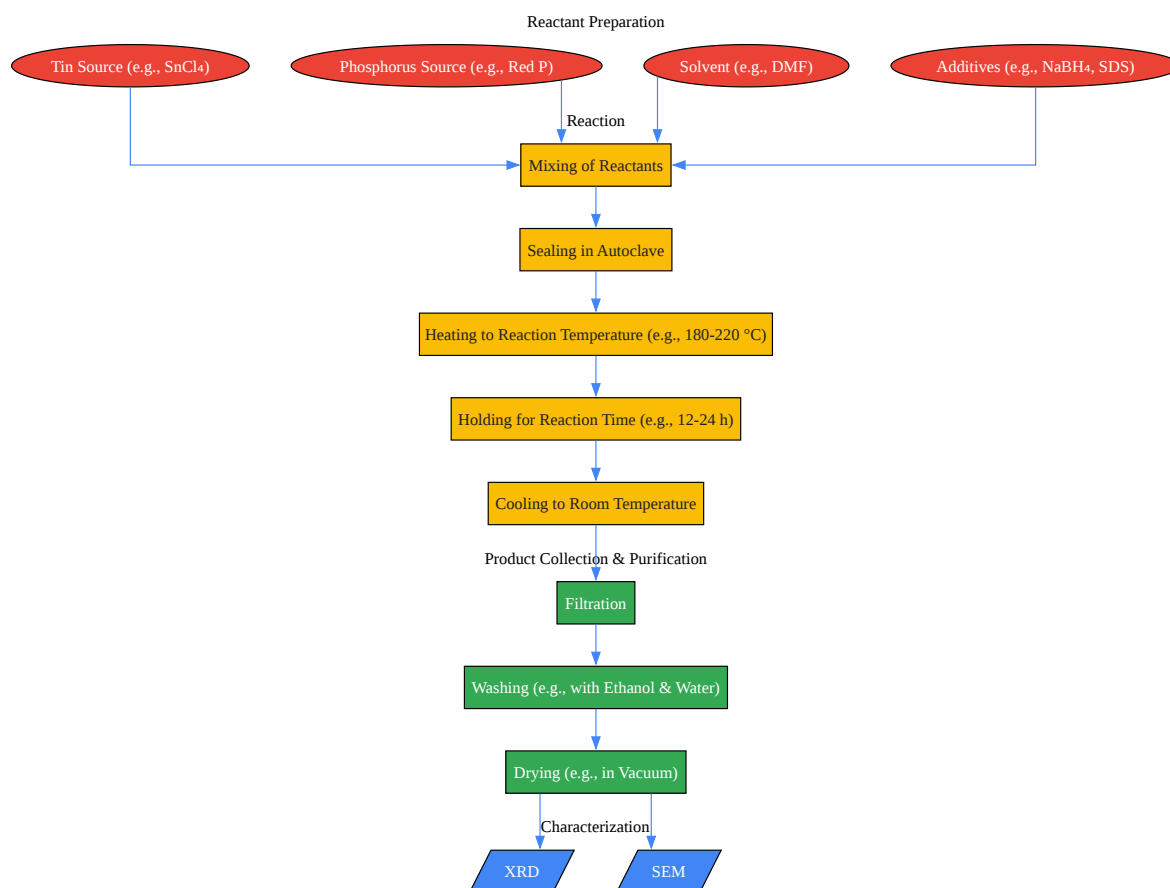 Reactant Preparation
Tin Source (e.g., SnCl₄)
Phosphorus Source (e.g., Red P)
Solvent (e.g., DMF)
Additives (e.g., NaBH₄, SDS)
Reaction
Mixing of Reactants
Sealing in Autoclave
Heating to Reaction Temperature (e.g., 180-220 °C)
Holding for Reaction Time (e.g., 12-24 h)
Cooling to Room Temperature
Product Collection & Purification
Filtration
Washing (e.g., with Ethanol & Water)
Drying (e.g., in Vacuum)
Characterization
XRD
SEM